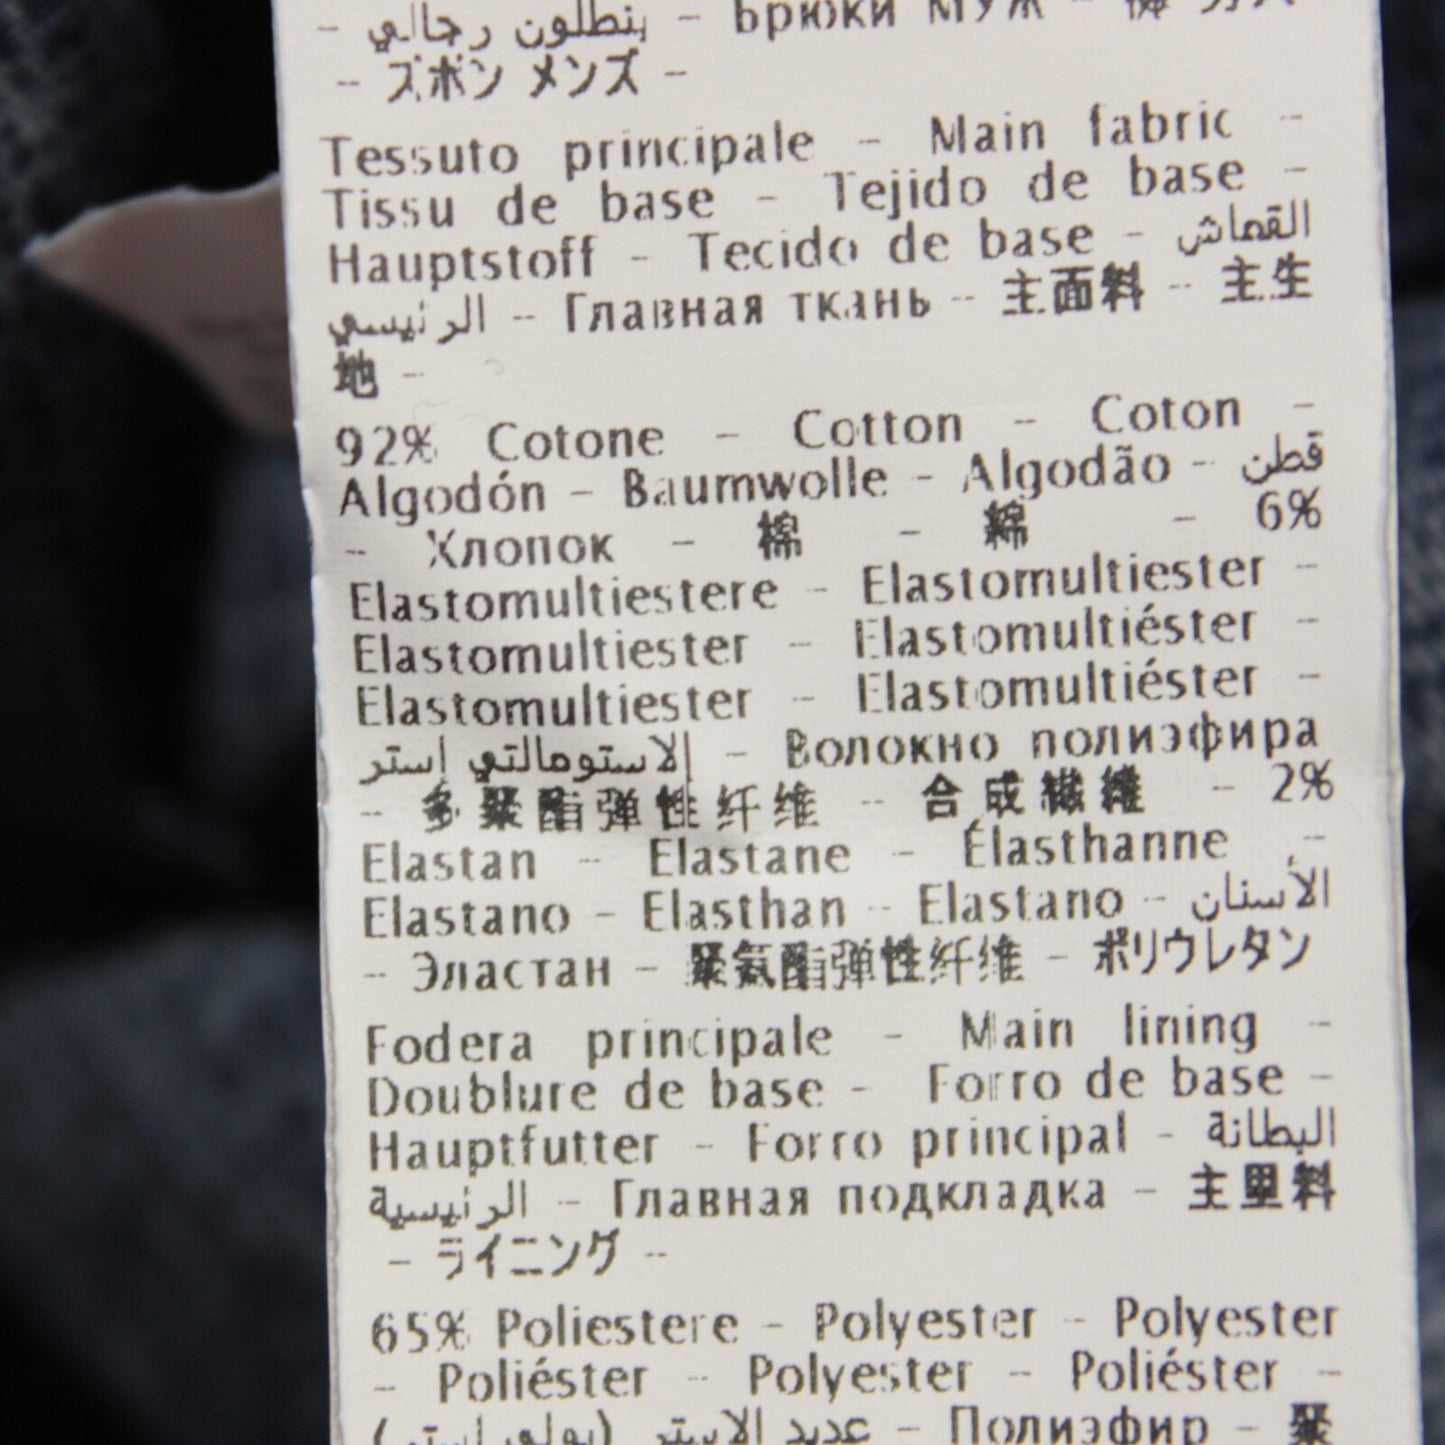 - بنطلون رجالي - Брюки муж -
- ズボン メンズ -
Tessuto principale - Main fabric -
Tissu de base - Tejido de base -
Hauptstoff - Tecido de base - القماش
الرئيسي - Главная ткань - 主面料 - 主生
地 -
92% Cotone - Cotton - Coton -
Algodón - Baumwolle - Algodão - قطن
- Хлопок - 棉 - 綿 - 6%
Elastomultiestere - Elastomultiester -
Elastomultiester - Elastomultiéster -
Elastomultiester - Elastomultiéster -
الاستومالتي إستر - Волокно полиэфира
- 多聚酯弹性纤维 - 合成繊維 - 2%
Elastan - Elastane - Élasthanne -
Elastano - Elasthan - Elastano - الأستان
- Эластан - 聚氨酯弹性纤维 - ポリウレタン
Fodera principale - Main lining -
Doublure de base - Forro de base -
Hauptfutter - Forro principal - البطانة
الرئيسية - Главная подкладка - 主里料
- ライニング -
65% Poliestere - Polyester - Polyester
- Poliéster - Polyester - Poliéster -
عديد الاستر (بولي إستر) - Полиэфир - 聚